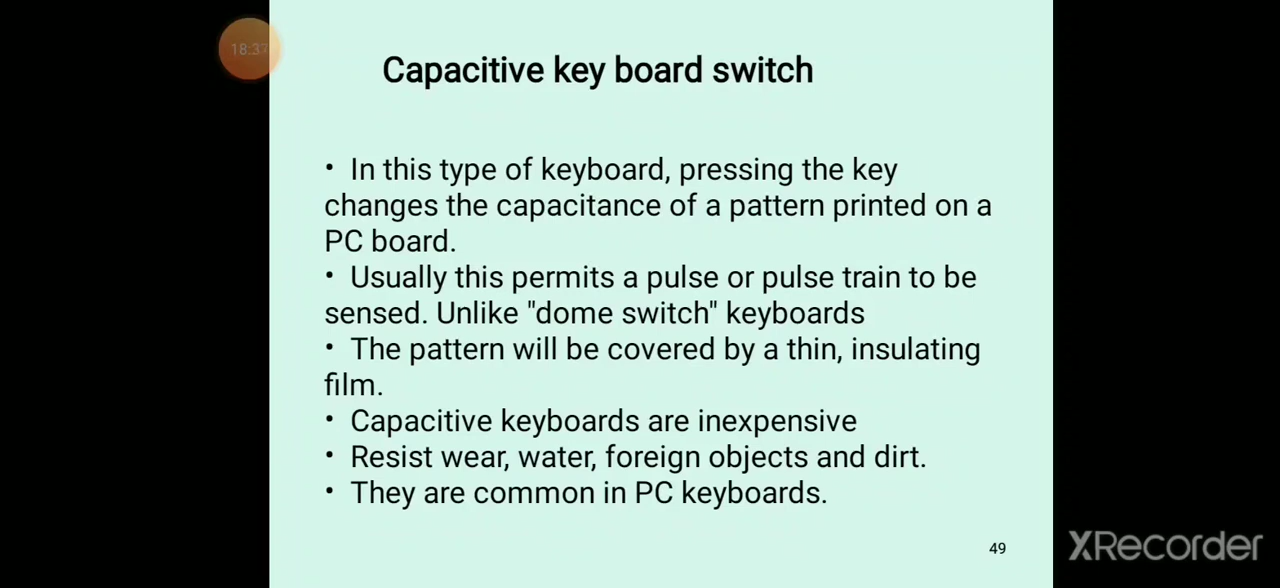 18:37
Capacitive key board switch
• In this type of keyboard, pressing the key
changes the capacitance of a pattern printed on a
PC board.
• Usually this permits a pulse or pulse train to be
sensed. Unlike "dome switch" keyboards
• The pattern will be covered by a thin, insulating
film.
• Capacitive keyboards are inexpensive
• Resist wear, water, foreign objects and dirt.
• They are common in PC keyboards.
49
XRecorder